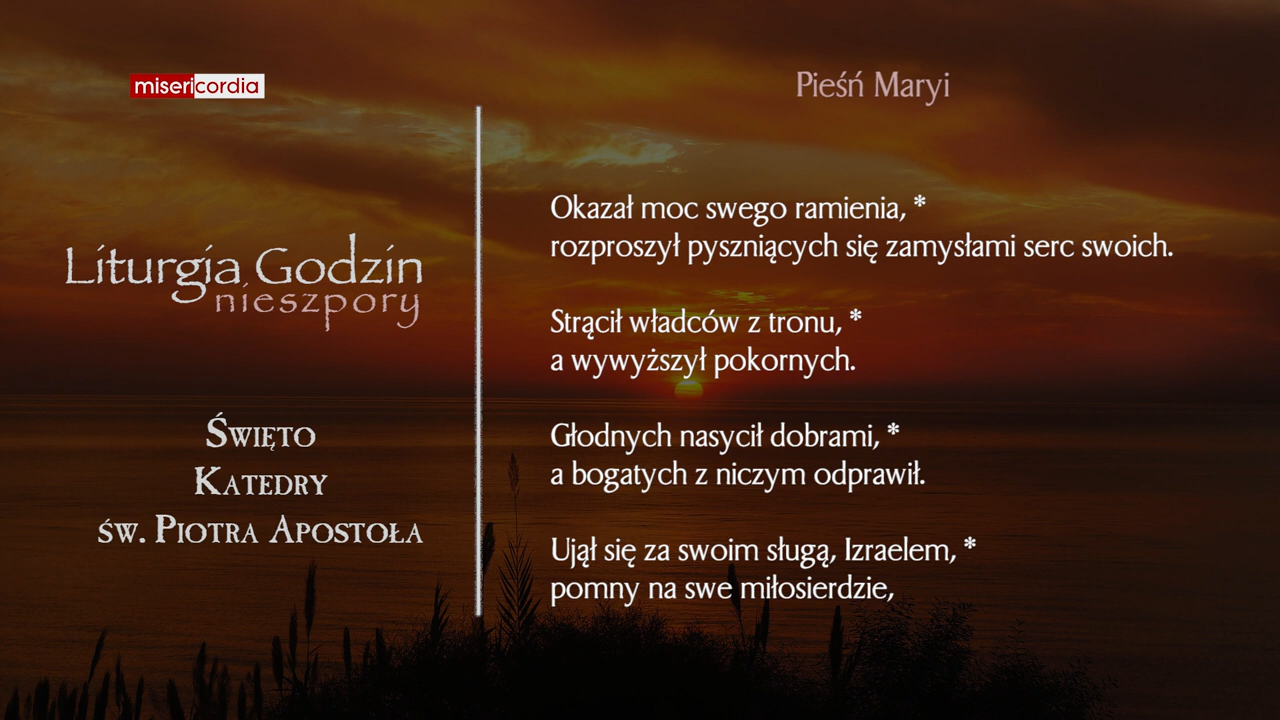 misericordia
Pieśń Maryi
Liturgia Godzin
nieszpory
Święto
Katedry
św. Piotra Apostoła
Okazał moc swego ramienia, *
rozproszył pyszniących się zamysłami serc swoich.
Strącił władców z tronu, *
a wywyższył pokornych.
Głodnych nasycił dobrami, *
a bogatych z niczym odprawił.
Ujął się za swoim sługą, Izraelem, *
pomny na swe miłosierdzie,